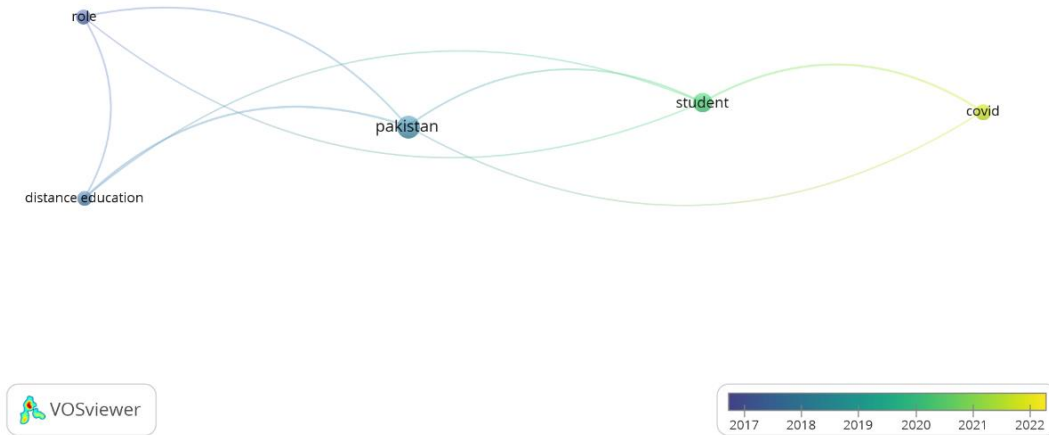 role
student
covid
pakistan
distance education
VOSviewer
2017 2018 2019 2020 2021 2022